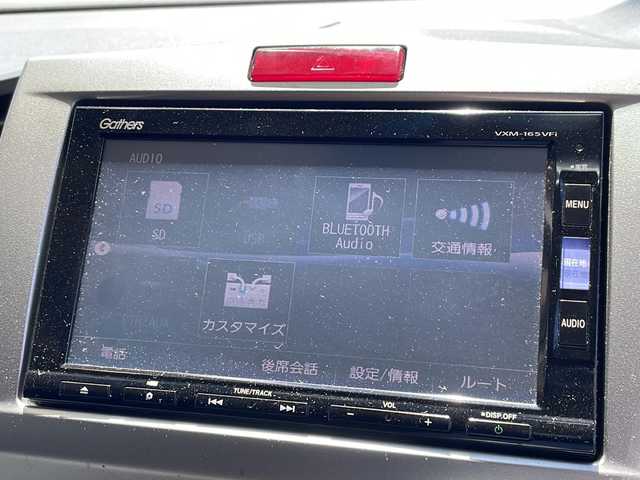 Gathers
VXM-165VFi
AUDIO
SD
SD
USB
BLUETOOTH
Audio
交通情報
カスタマイズ
電話
後席会話
設定/情報
ルート
MENU
現在地
AUDIO
TUNE/TRACK
VOL
DISP.OFF